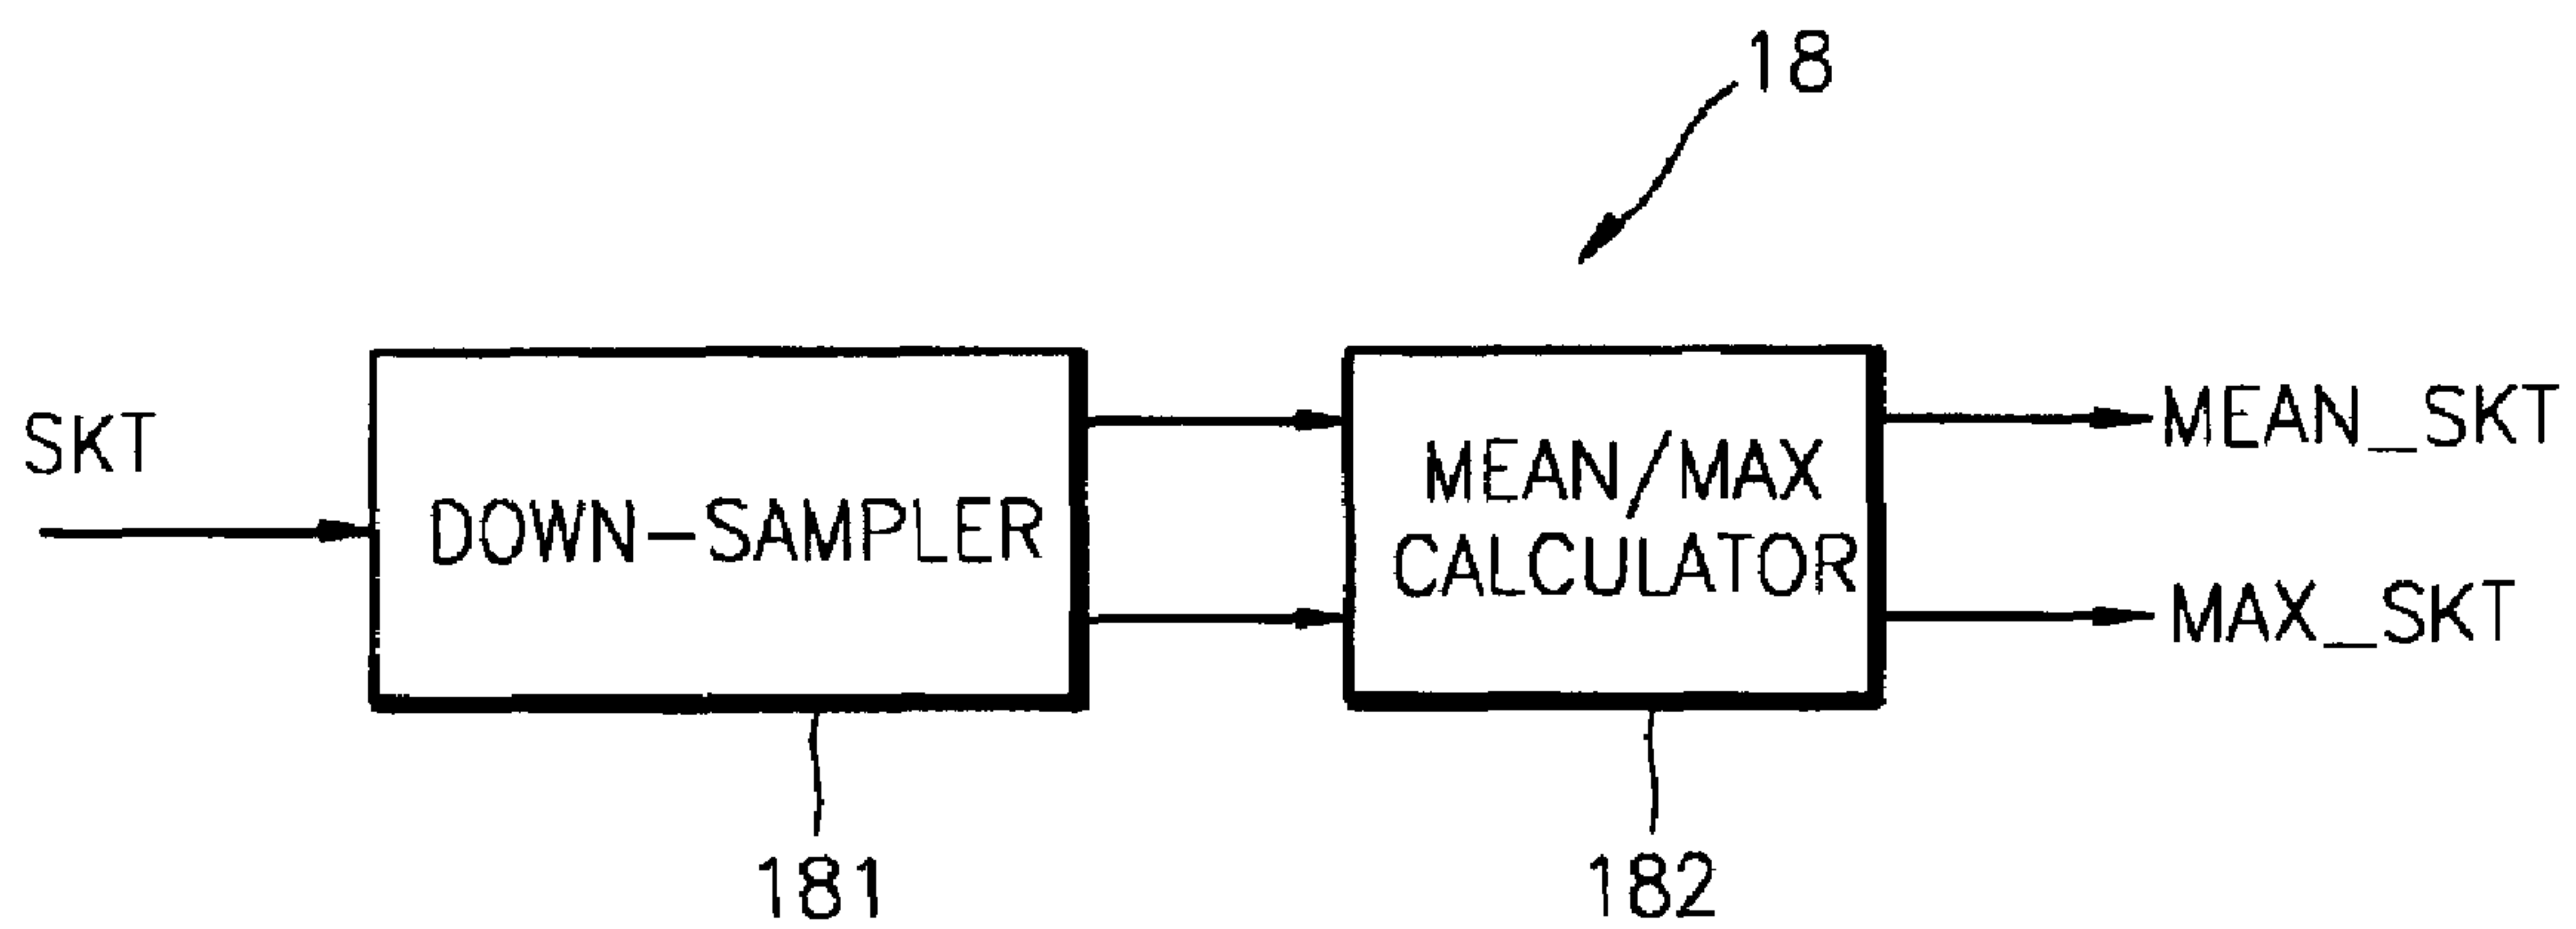 18
SKT
DOWN-SAMPLER
MEAN/MAX
CALCULATOR
MEAN_SKT
MAX_SKT
181
182